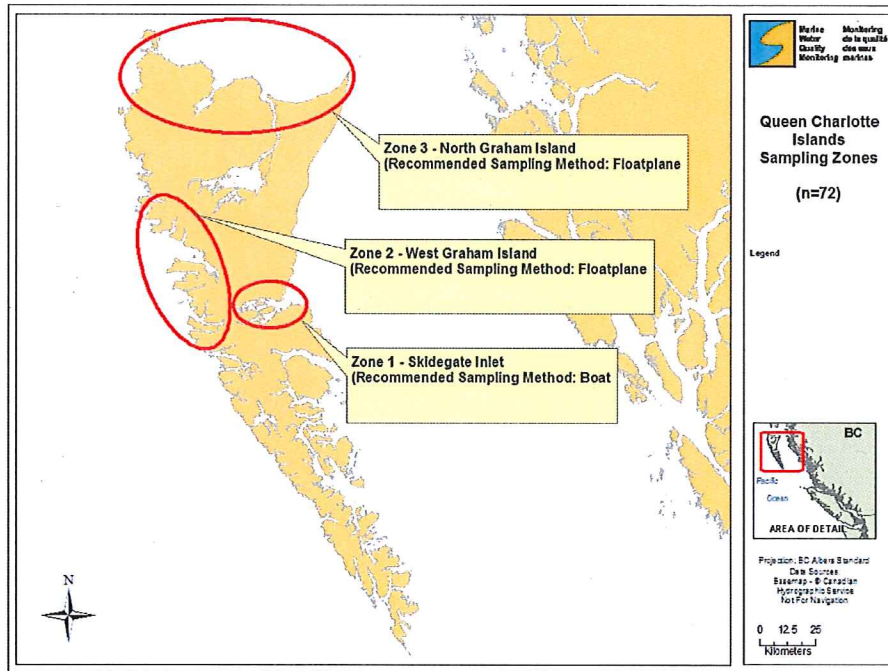 Zone 3 - North Graham Island
(Recommended Sampling Method: Floatplane
Zone 2 - West Graham Island
(Recommended Sampling Method: Floatplane
Zone 1 - Skidegate Inlet
(Recommended Sampling Method: Boat
N
Marine
Water
Quality
Monitoring
Monitoring
de la qualité
des eaux
marines
Queen Charlotte
Islands
Sampling Zones
(n=72)
Legend
BC
Pacific
Ocean
AREA OF DETAIL
Projection: BC Albers Standard
Data Sources:
Basemap - © Canadian
Hydrographic Service
Not For Navigation
0 12.5 25
Kilometers